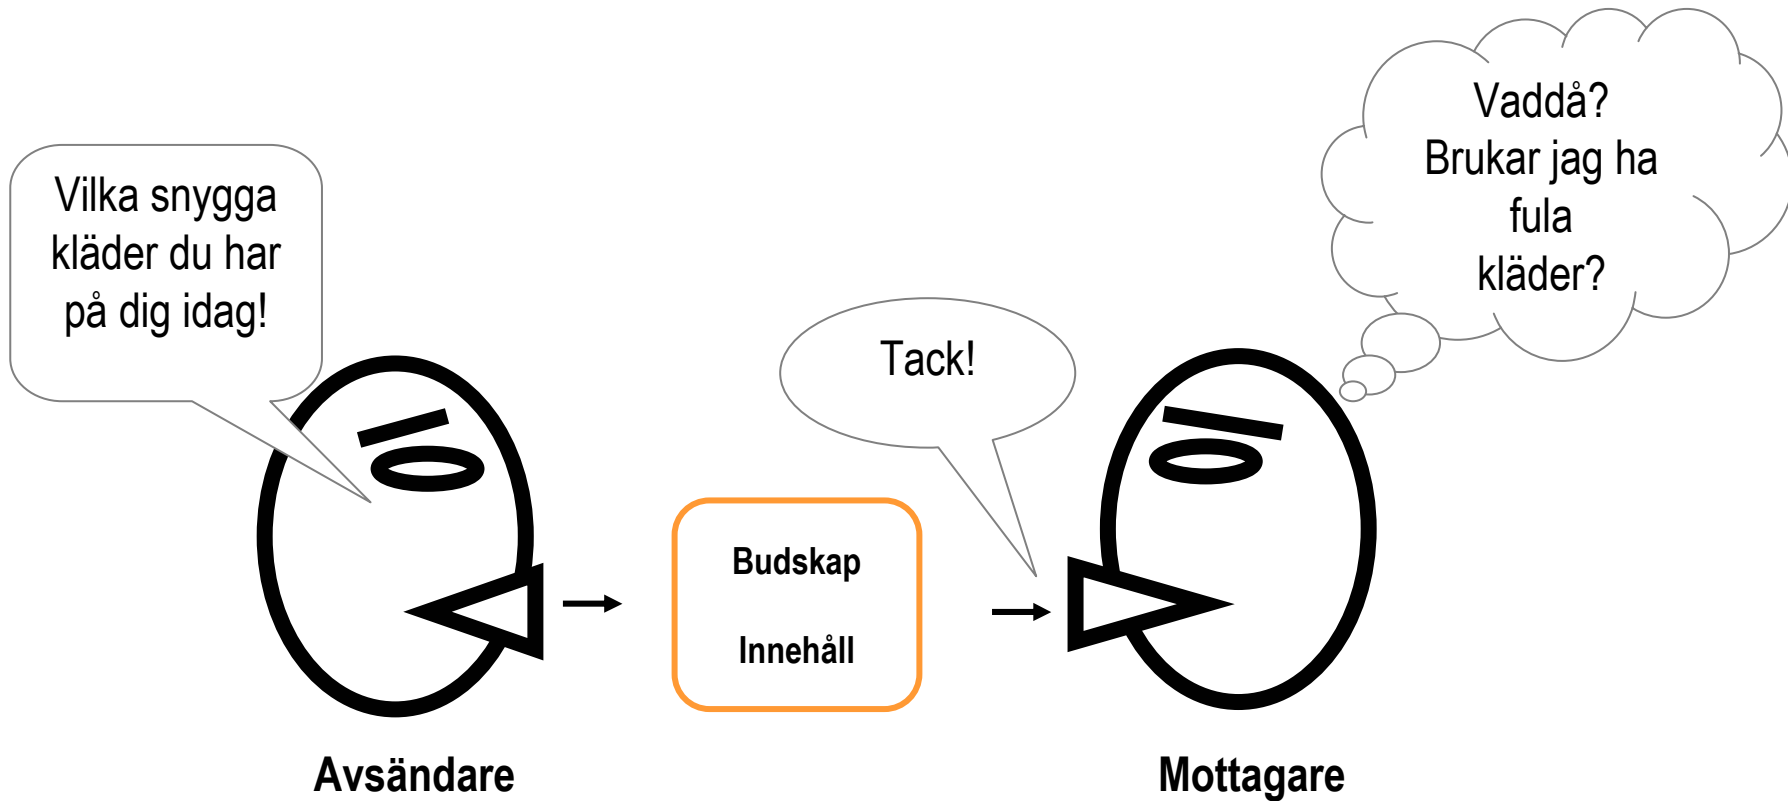 Vilka snygga
kläder du har
på dig idag!
Tack!
Vaddå?
Brukar jag ha
fula
kläder?
Budskap
Innehåll
Avsändare
Mottagare